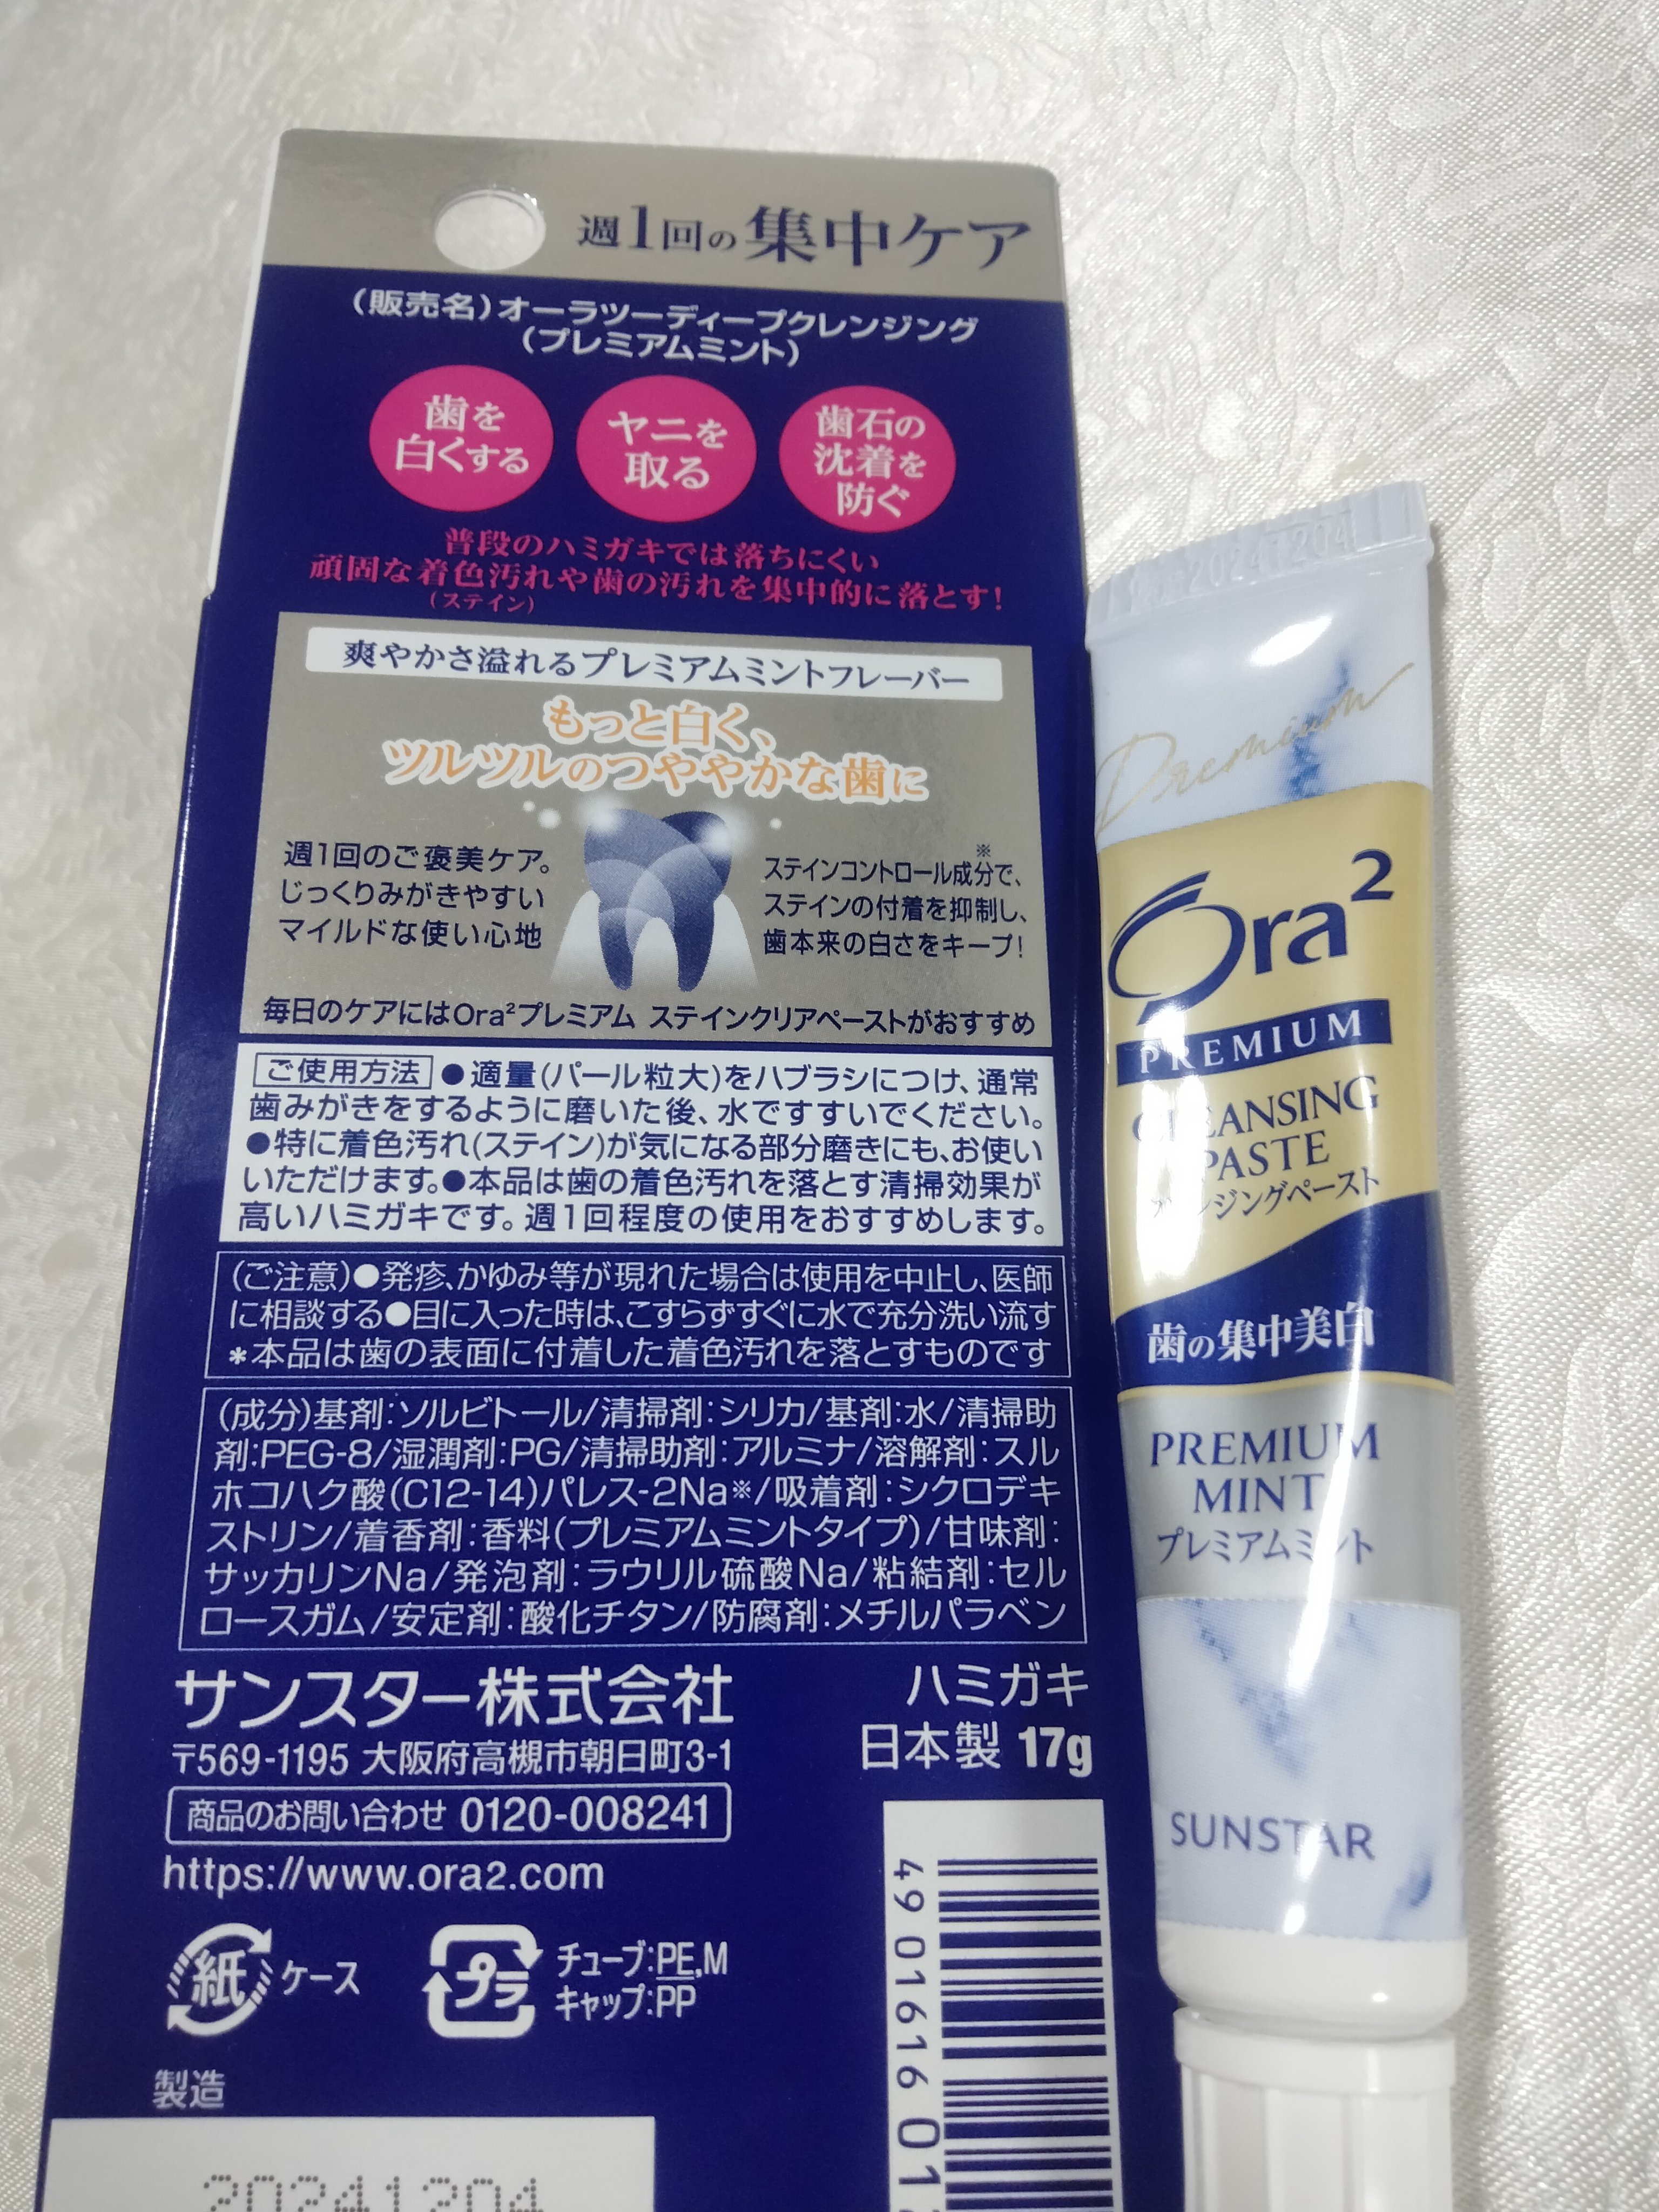 週1回の集中ケア
(販売名)オーラツーディープクレンジング
(プレミアムミント)
歯を
白くする
ヤニを
取る
歯石の
沈着を
防ぐ
普段のハミガキでは落ちにくい
頑固な着色汚れや歯の汚れを集中的に落とす!
(ステイン)
爽やかさ溢れるプレミアムミントフレーバー
もっと白く、
ツルツルのつややかな歯に
週1回のご褒美ケア。
じっくりみがきやすい
マイルドな使い心地
※
ステインコントロール成分で、
ステインの付着を抑制し、
歯本来の白さをキープ!
毎日のケアにはOra²プレミアム ステインクリアペーストがおすすめ
ご使用方法 ●適量(パール粒大)をハブラシにつけ、通常
歯みがきをするように磨いた後、水ですすいでください。
●特に着色汚れ(ステイン)が気になる部分磨きにも、お使い
いただけます。●本品は歯の着色汚れを落とす清掃効果が
高いハミガキです。週1回程度の使用をおすすめします。
(ご注意)●発疹、かゆみ等が現れた場合は使用を中止し、医師
に相談する●目に入った時は、こすらずすぐに水で充分洗い流す
*本品は歯の表面に付着した着色汚れを落とすものです
(成分)基剤:ソルビトール/清掃剤:シリカ/基剤:水/清掃助
剤:PEG-8/湿潤剤:PG/清掃助剤:アルミナ/溶解剤:スル
ホコハク酸(C12-14)パレス-2Na※/吸着剤:シクロデキ
ストリン/着香剤:香料(プレミアムミントタイプ)/甘味剤:
サッカリンNa/発泡剤:ラウリル硫酸Na/粘結剤:セル
ロースガム/安定剤:酸化チタン/防腐剤:メチルパラベン
サンスター株式会社
〒569-1195 大阪府高槻市朝日町3-1
商品のお問い合わせ 0120-008241
https://www.ora2.com
ハミガキ
日本製 17g
紙 ケース
プラ チューブ:PE,M
キャップ:PP
製造
20241204
49 01616 01
20241204
Premium
Ora²
PREMIUM
CLEANSING
PASTE
クレンジングペースト
歯の集中美白
PREMIUM
MINT
プレミアムミント
SUNSTAR